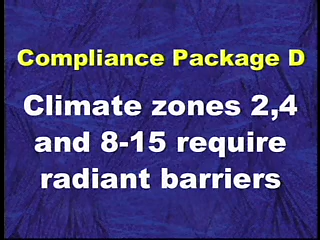 Compliance Package D
Climate zones 2,4
and 8-15 require
radiant barriers